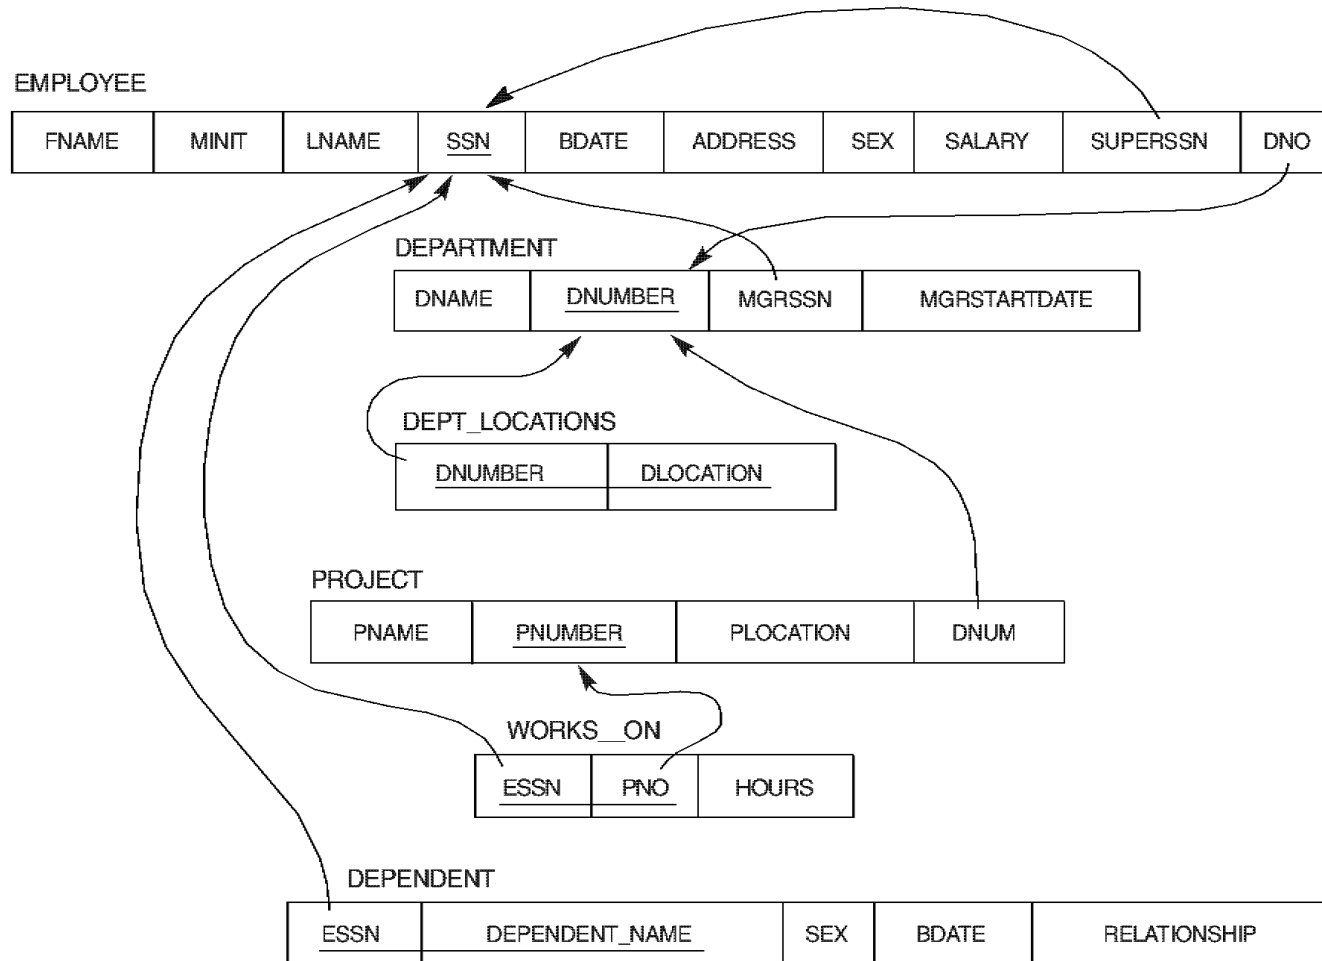 EMPLOYEE
FNAME MINIT LNAME SSN BDATE ADDRESS SEX SALARY SUPERSSN DNO
DEPARTMENT
DNAME DNUMBER MGRSSN MGRSTARTDATE
DEPT_LOCATIONS
DNUMBER DLOCATION
PROJECT
PNAME PNUMBER PLOCATION DNUM
WORKS_ON
ESSN PNO HOURS
DEPENDENT
ESSN DEPENDENT_NAME SEX BDATE RELATIONSHIP